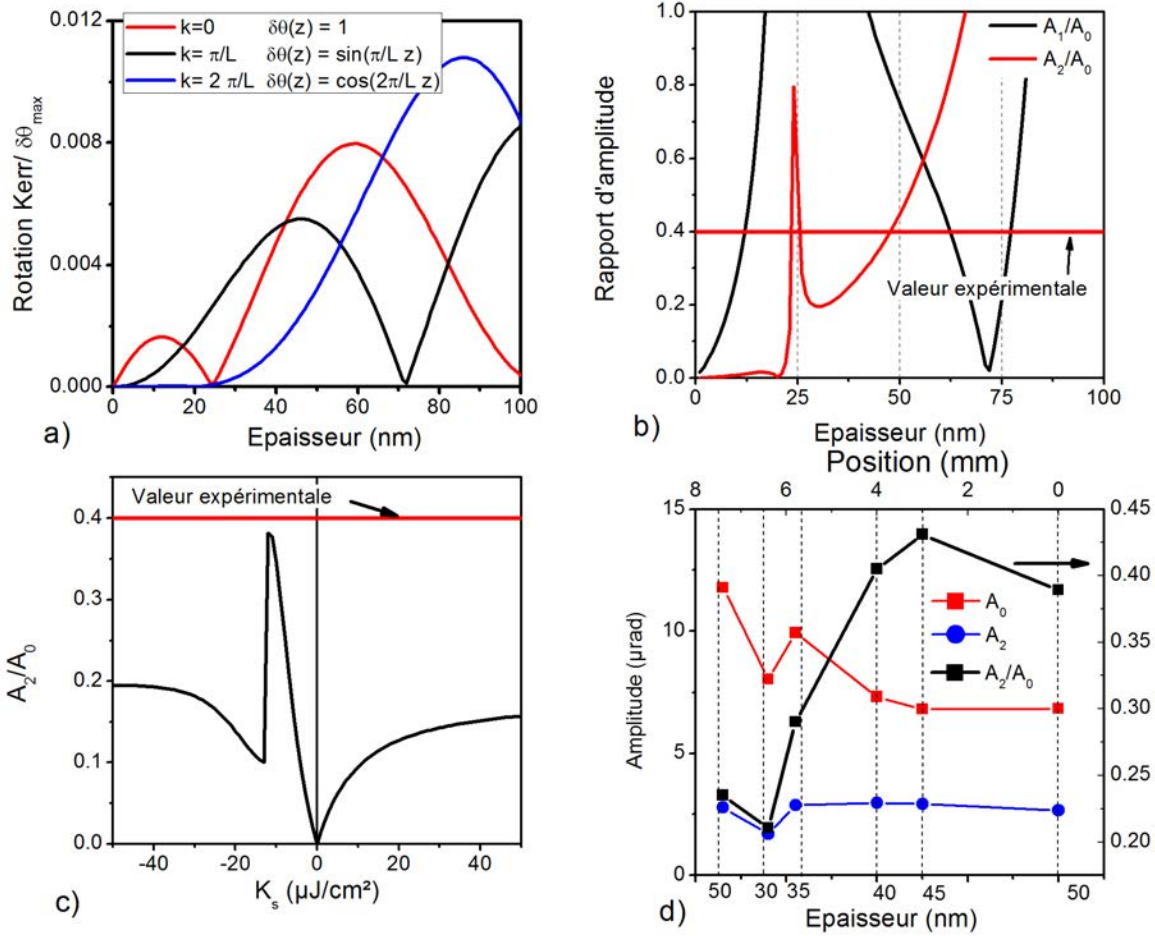 0.012
0.008
0.004
0.000
Rotation Kerr/ δθmax
k=0 δθ(z) = 1
k= π/L δθ(z) = sin(π/L z)
k= 2 π/L δθ(z) = cos(2π/L z)
0 20 40 60 80 100
Epaisseur (nm)
a)
1.0
0.8
0.6
0.4
0.2
0.0
Rapport d'amplitude
A₁/A₀
A₂/A₀
Valeur expérimentale
0 25 50 75 100
Epaisseur (nm)
b)
Valeur expérimentale
0.4
0.3
0.2
0.1
0.0
A₂/A₀
-40 -20 0 20 40
Kₛ (µJ/cm²)
c)
Position (mm)
8 6 4 2 0
15
10
5
0
Amplitude (µrad)
A₀
A₂
A₂/A₀
0.45
0.40
0.35
0.30
0.25
0.20
50 30 35 40 45 50
Epaisseur (nm)
d)